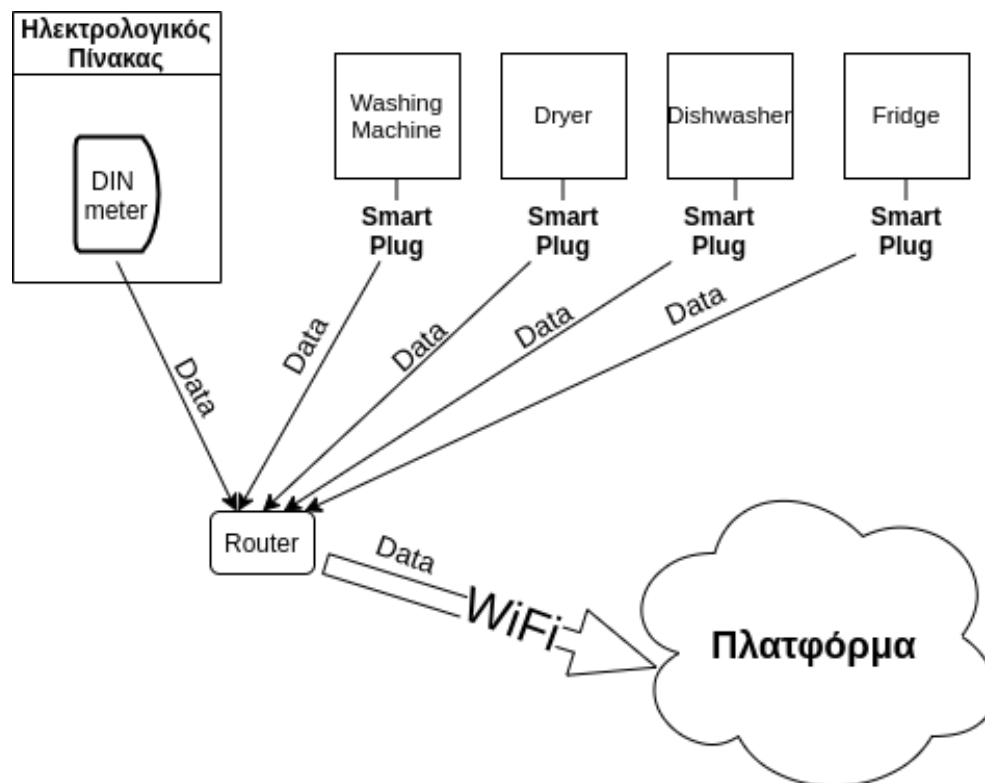 Ηλεκτρολογικός
Πίνακας
DIN
meter
Washing
Machine
Dryer
Dishwasher
Fridge
Smart
Plug
Smart
Plug
Smart
Plug
Smart
Plug
Data
Data
Data
Data
Data
Router
Data
WiFi
Πλατφόρμα